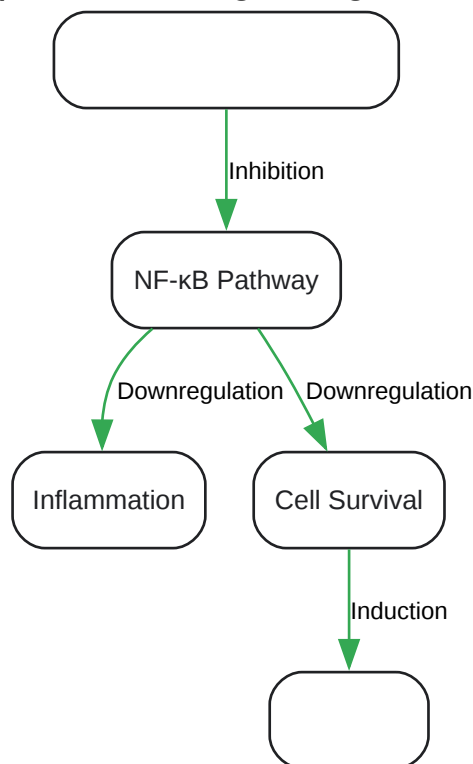 Inhibition
NF-κB Pathway
Downregulation Downregulation
Inflammation Cell Survival
Induction